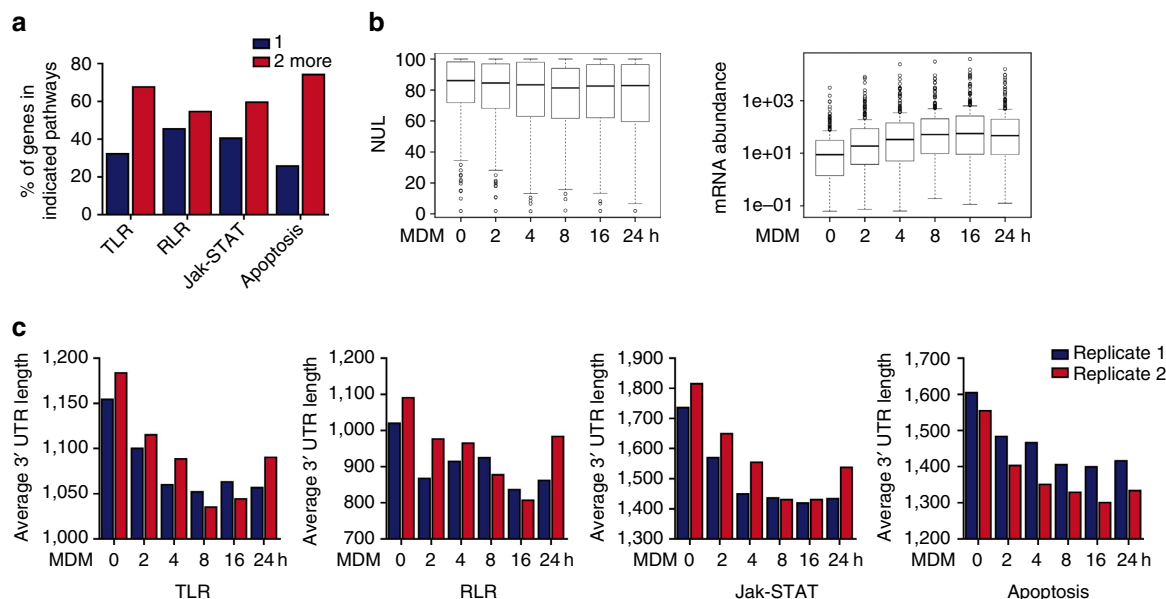 a
1
2 more
% of genes in
indicated pathways
80
60
40
20
0
TLR
RLR
Jak-STAT
Apoptosis
b
NUL
100
80
60
40
20
0
MDM 0 2 4 8 16 24 h
mRNA abundance
1e+03
1e+01
1e−01
MDM 0 2 4 8 16 24 h
c
Average 3′ UTR length
1,200
1,150
1,100
1,050
1,000
MDM 0 2 4 8 16 24 h
TLR
Average 3′ UTR length
1,100
1,200
1,000
900
800
700
MDM 0 2 4 8 16 24 h
RLR
Average 3′ UTR length
1,900
1,800
1,700
1,600
1,500
1,400
1,300
MDM 0 2 4 8 16 24 h
Jak-STAT
Average 3′ UTR length
1,700
1,600
1,500
1,400
1,300
1,200
MDM 0 2 4 8 16 24 h
Apoptosis
Replicate 1
Replicate 2